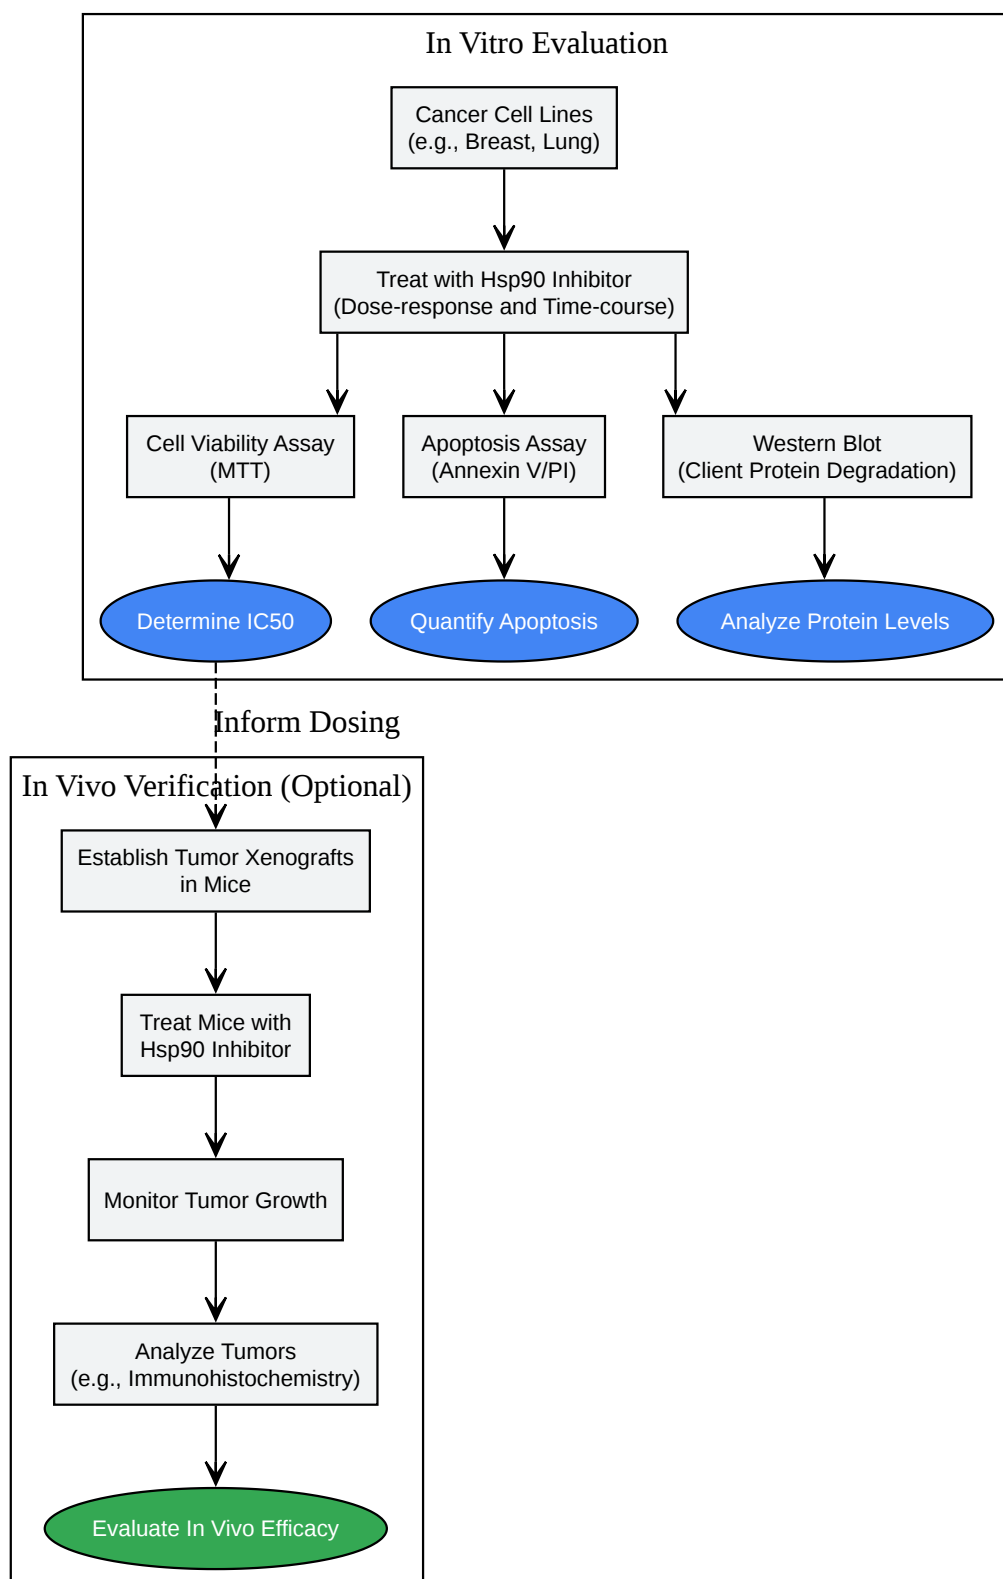 In Vitro Evaluation
Cancer Cell Lines
(e.g., Breast, Lung)
Treat with Hsp90 Inhibitor
(Dose-response and Time-course)
Cell Viability Assay
(MTT)
Apoptosis Assay
(Annexin V/PI)
Western Blot
(Client Protein Degradation)
Determine IC50
Quantify Apoptosis
Analyze Protein Levels
Inform Dosing
In Vivo Verification (Optional)
Establish Tumor Xenografts
in Mice
Treat Mice with
Hsp90 Inhibitor
Monitor Tumor Growth
Analyze Tumors
(e.g., Immunohistochemistry)
Evaluate In Vivo Efficacy